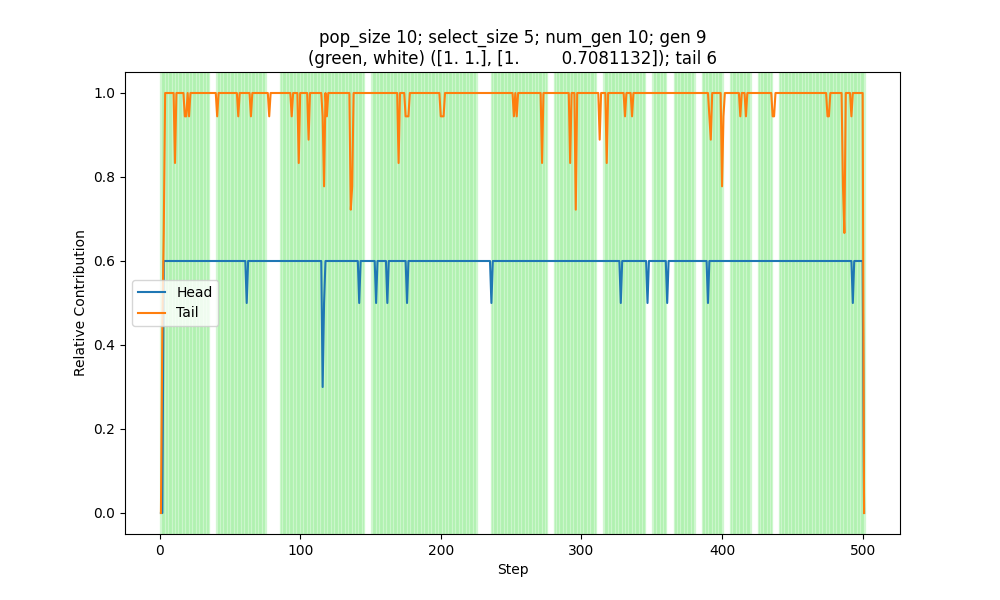 pop_size 10; select_size 5; num_gen 10; gen 9
(green, white) ([1. 1.], [1.        0.7081132]); tail 6
1.0
0.8
0.6
0.4
0.2
0.0
Relative Contribution
Head
Tail
0 100 200 300 400 500
Step